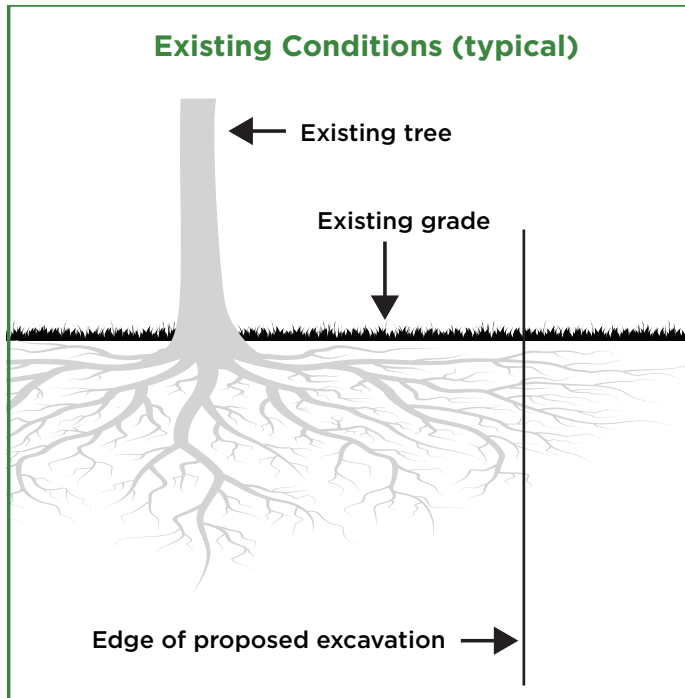 Existing Conditions (typical)
Existing tree
Existing grade
Edge of proposed excavation